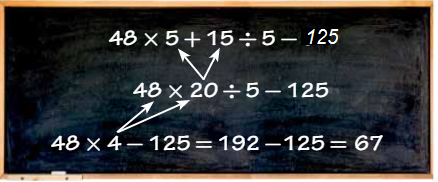 48 × 5 + 15 ÷ 5 – 125
48 × 20 ÷ 5 – 125
48 × 4 – 125 = 192 – 125 = 67